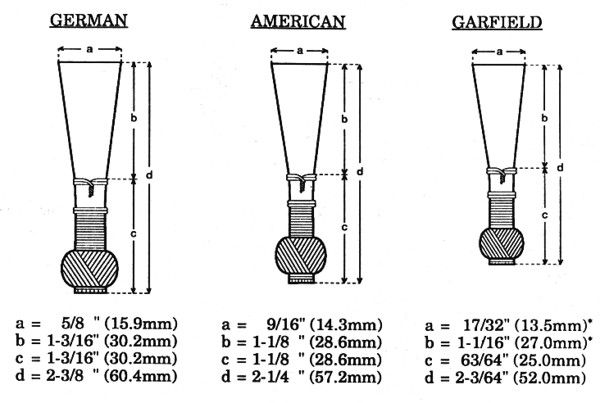 GERMAN
a
b
d
c
a = 5/8 " (15.9mm)
b = 1-3/16" (30.2mm)
c = 1-3/16" (30.2mm)
d = 2-3/8 " (60.4mm)
AMERICAN
a
b
d
c
a = 9/16" (14.3mm)
b = 1-1/8 " (28.6mm)
c = 1-1/8 " (28.6mm)
d = 2-1/4 " (57.2mm)
GARFIELD
a
b
d
c
a = 17/32" (13.5mm)*
b = 1-1/16" (27.0mm)*
c = 63/64" (25.0mm)
d = 2-3/64" (52.0mm)